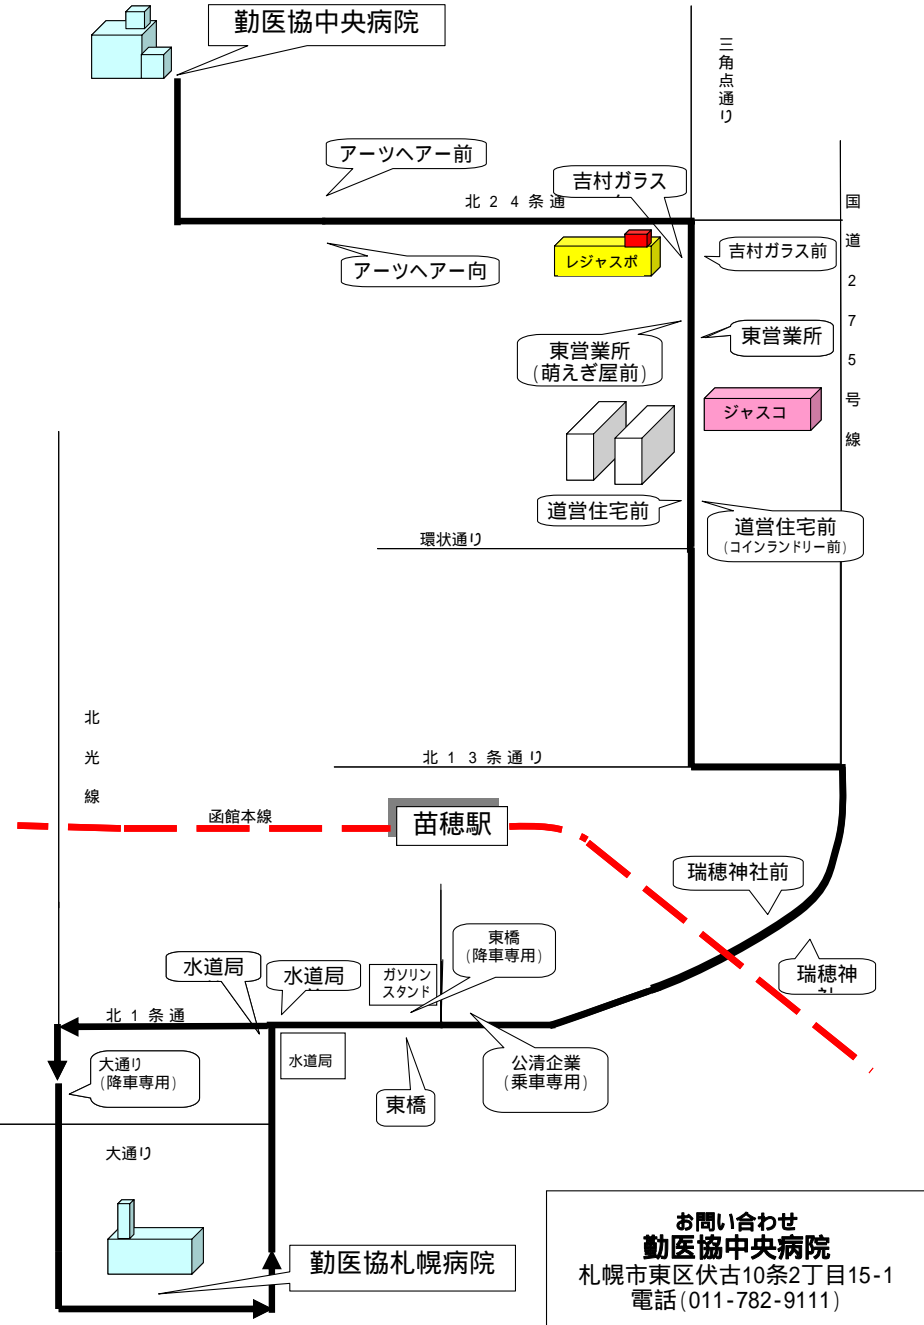 勤医協中央病院
三角点通り
アーツヘアー前
吉村ガラス
北24条通
国道275号線
吉村ガラス前
レジャスポ
アーツヘアー向
東営業所
東営業所
(萌えぎ屋前)
ジャスコ
道営住宅前
道営住宅前
(コインランドリー前)
環状通り
北光線
北13条通り
函館本線
苗穂駅
瑞穂神社前
東橋
(降車専用)
水道局
水道局
ガソリン
スタンド
瑞穂神
北1条通
大通り
(降車専用)
水道局
公清企業
(乗車専用)
東橋
大通り
勤医協札幌病院
お問い合わせ
勤医協中央病院
札幌市東区伏古10条2丁目15-1
電話(011-782-9111)